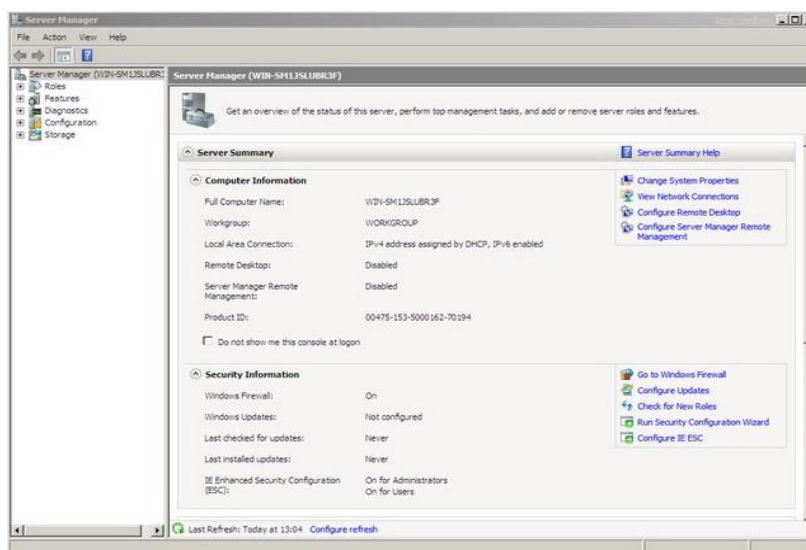 Server Manager
File Action View Help
Server Manager (WIN-SM1JSLUBR3
Roles
Features
Diagnostics
Configuration
Storage
Server Manager (WIN-SM1JSLUBR3F)
Get an overview of the status of this server, perform top management tasks, and add or remove server roles and features.
Server Summary
Server Summary Help
Computer Information
Full Computer Name: WIN-SM1JSLUBR3F
Workgroup: WORKGROUP
Local Area Connection: IPv4 address assigned by DHCP, IPv6 enabled
Remote Desktop: Disabled
Server Manager Remote Management: Disabled
Product ID: 00475-153-5000162-70194
Do not show me this console at logon
Change System Properties
View Network Connections
Configure Remote Desktop
Configure Server Manager Remote
Management
Security Information
Windows Firewall: On
Windows Updates: Not configured
Last checked for updates: Never
Last installed updates: Never
IE Enhanced Security Configuration On for Administrators
(ESC): On for Users
Go to Windows Firewall
Configure Updates
Check for New Roles
Run Security Configuration Wizard
Configure IE ESC
Last Refresh: Today at 13:04 Configure refresh